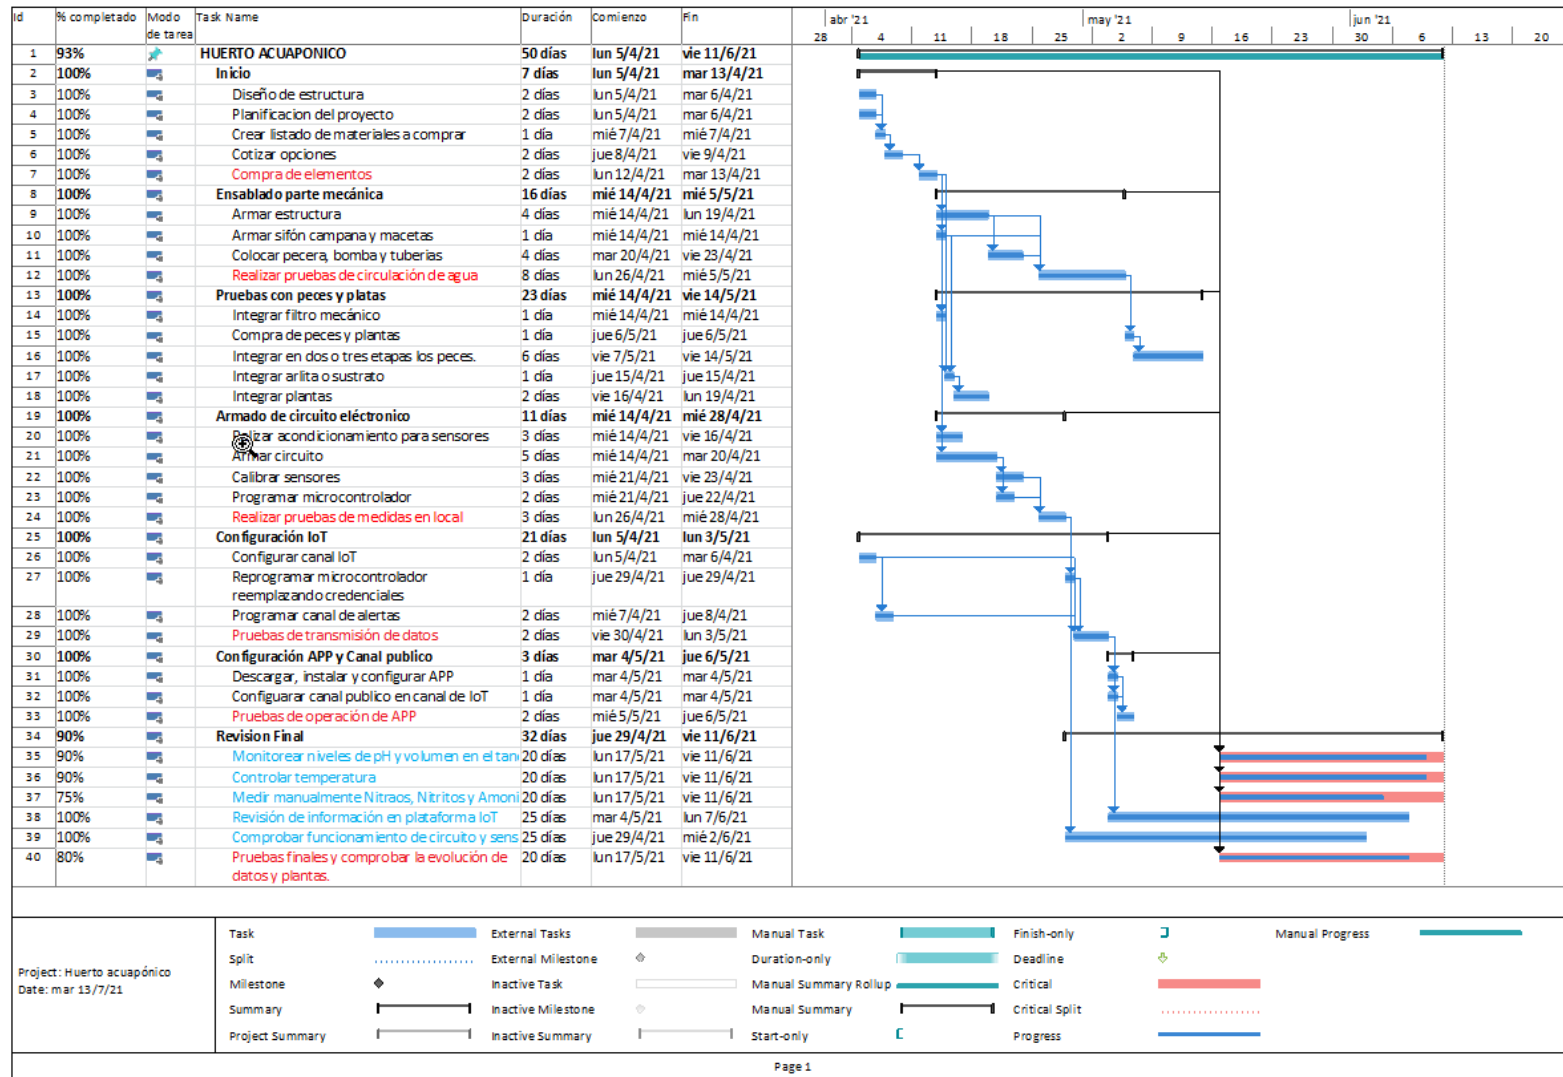 Id % completado Modo de tarea Task Name Duración Comienzo Fin abr '21 may '21 jun '21
28 4 11 18 25 2 9 16 23 30 6 13 20
1 93% HUERTO ACUAPONICO 50 días lun 5/4/21 vie 11/6/21
2 100% Inicio 7 días lun 5/4/21 mar 13/4/21
3 100% Diseño de estructura 2 días lun 5/4/21 mar 6/4/21
4 100% Planificacion del proyecto 2 días lun 5/4/21 mar 6/4/21
5 100% Crear listado de materiales a comprar 1 día mié 7/4/21 mié 7/4/21
6 100% Cotizar opciones 2 días jue 8/4/21 vie 9/4/21
7 100% Compra de elementos 2 días lun 12/4/21 mar 13/4/21
8 100% Ensablado parte mecánica 16 días mié 14/4/21 mié 5/5/21
9 100% Armar estructura 4 días mié 14/4/21 lun 19/4/21
10 100% Armar sifón campana y macetas 1 día mié 14/4/21 mié 14/4/21
11 100% Colocar pecera, bomba y tuberias 4 días mar 20/4/21 vie 23/4/21
12 100% Realizar pruebas de circulación de agua 8 días lun 26/4/21 mié 5/5/21
13 100% Pruebas con peces y platas 23 días mié 14/4/21 vie 14/5/21
14 100% Integrar filtro mecánico 1 día mié 14/4/21 mié 14/4/21
15 100% Compra de peces y plantas 1 día jue 6/5/21 jue 6/5/21
16 100% Integrar en dos o tres etapas los peces. 6 días vie 7/5/21 vie 14/5/21
17 100% Integrar arlita o sustrato 1 día jue 15/4/21 jue 15/4/21
18 100% Integrar plantas 2 días vie 16/4/21 lun 19/4/21
19 100% Armado de circuito eléctronico 11 días mié 14/4/21 mié 28/4/21
20 100% acondicionamiento para sensores 3 días mié 14/4/21 vie 16/4/21
21 100% Armar circuito 5 días mié 14/4/21 mar 20/4/21
22 100% Calibrar sensores 3 días mié 21/4/21 vie 23/4/21
23 100% Programar microcontrolador 2 días mié 21/4/21 jue 22/4/21
24 100% Realizar pruebas de medidas en local 3 días lun 26/4/21 mié 28/4/21
25 100% Configuración IoT 21 días lun 5/4/21 lun 3/5/21
26 100% Configurar canal IoT 2 días lun 5/4/21 mar 6/4/21
27 100% Reprogramar microcontrolador 1 día jue 29/4/21 jue 29/4/21
reemplazando credenciales
28 100% Programar canal de alertas 2 días mié 7/4/21 jue 8/4/21
29 100% Pruebas de transmisión de datos 2 días vie 30/4/21 lun 3/5/21
30 100% Configuración APP y Canal publico 3 días mar 4/5/21 jue 6/5/21
31 100% Descargar, instalar y configurar APP 1 día mar 4/5/21 mar 4/5/21
32 100% Configuarar canal publico en canal de IoT 1 día mar 4/5/21 mar 4/5/21
33 100% Pruebas de operación de APP 2 días mié 5/5/21 jue 6/5/21
34 90% Revision Final 32 días jue 29/4/21 vie 11/6/21
35 90% Monitorear niveles de pH y volumen en el tan 20 días lun 17/5/21 vie 11/6/21
36 90% Controlar temperatura 20 días lun 17/5/21 vie 11/6/21
37 75% Medir manualmente Nitraos, Nitritos y Amoni 20 días lun 17/5/21 vie 11/6/21
38 100% Revisión de información en plataforma IoT 25 días mar 4/5/21 lun 7/6/21
39 100% Comprobar funcionamiento de circuito y sens 25 días jue 29/4/21 mié 2/6/21
40 80% Pruebas finales y comprobar la evolución de 20 días lun 17/5/21 vie 11/6/21
datos y plantas.
Project: Huerto acuapónico
Date: mar 13/7/21
Task External Tasks Manual Task Finish-only Manual Progress
Split External Milestone Duration-only Deadline
Milestone Inactive Task Manual Summary Rollup Critical
Summary Inactive Milestone Manual Summary Critical Split
Project Summary Inactive Summary Start-only Progress
Page 1